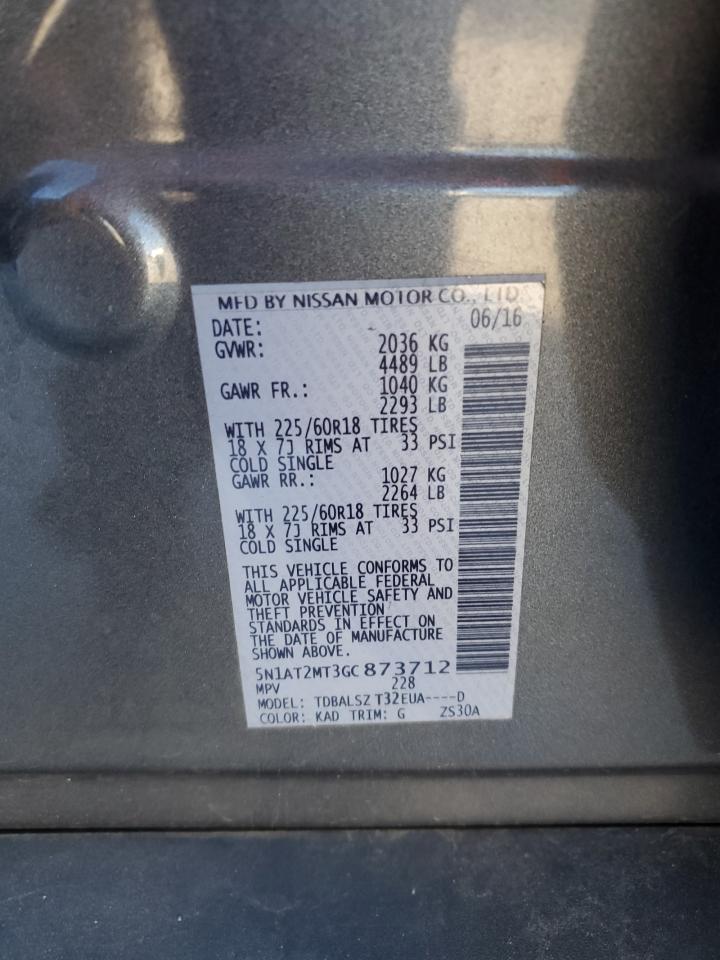 MFD BY NISSAN MOTOR CO., LTD
DATE: 06/16
GVWR: 2036 KG
4489 LB
GAWR FR.: 1040 KG
2293 LB
WITH 225/60R18 TIRES
18 X 7J RIMS AT 33 PSI
COLD SINGLE
GAWR RR.: 1027 KG
2264 LB
WITH 225/60R18 TIRES
18 X 7J RIMS AT 33 PSI
COLD SINGLE
THIS VEHICLE CONFORMS TO
ALL APPLICABLE FEDERAL
MOTOR VEHICLE SAFETY AND
THEFT PREVENTION
STANDARDS IN EFFECT ON
THE DATE OF MANUFACTURE
SHOWN ABOVE.
5N1AT2MT3GC873712
MPV 228
MODEL: TDBALSZ T32EUA----D
COLOR: KAD TRIM: G ZS30A